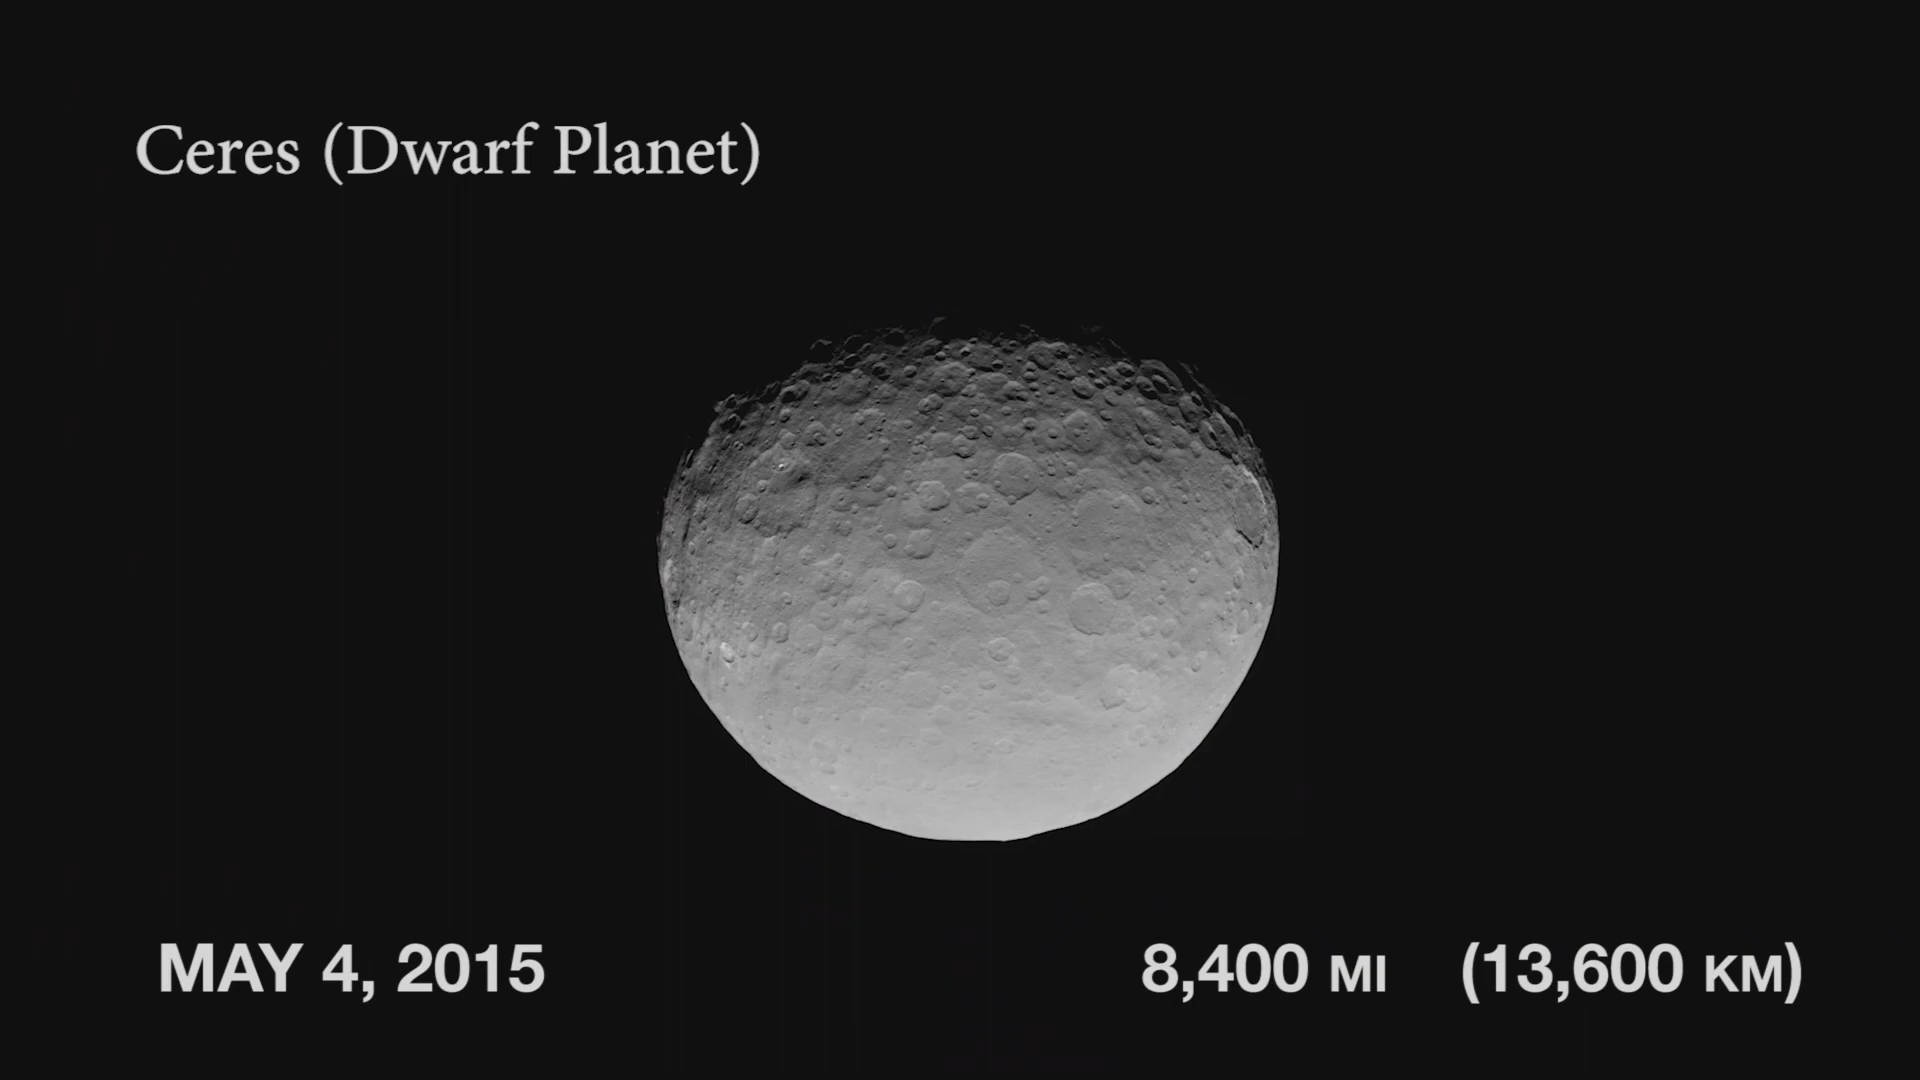 Ceres (Dwarf Planet)
MAY 4, 2015
8,400 MI (13,600 KM)